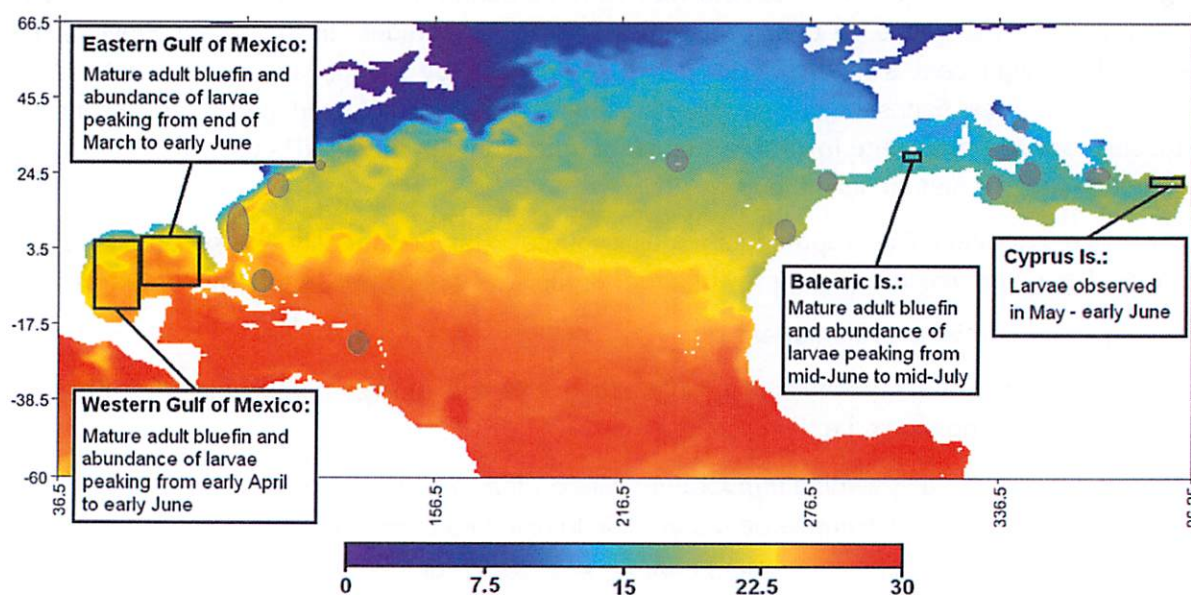 66.5
45.5
24.5
3.5
-17.5
-38.5
-60
Eastern Gulf of Mexico:
Mature adult bluefin and
abundance of larvae
peaking from end of
March to early June
Western Gulf of Mexico:
Mature adult bluefin and
abundance of larvae
peaking from early April
to early June
Balearic Is.:
Mature adult bluefin
and abundance of
larvae peaking from
mid-June to mid-July
Cyprus Is.:
Larvae observed
in May - early June
36.5
156.5
216.5
276.5
336.5
0
7.5
15
22.5
30